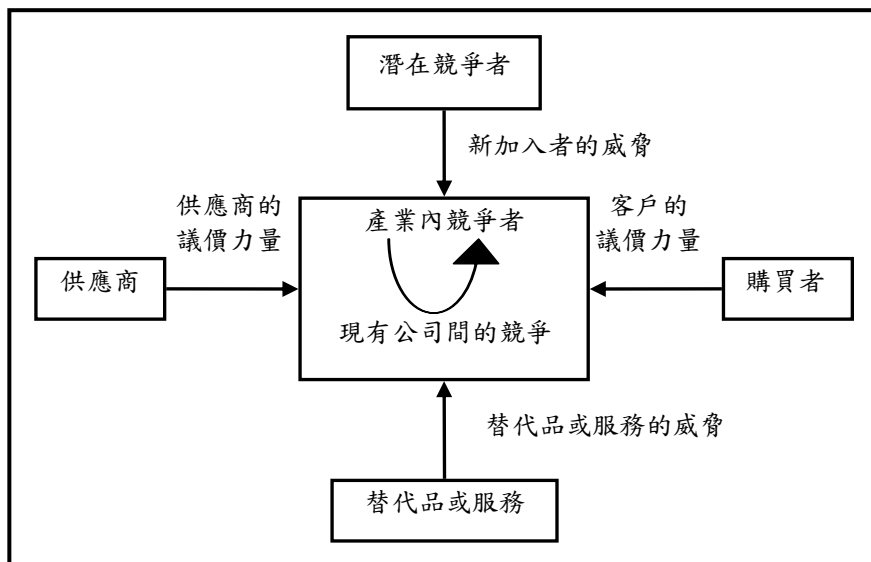 潛在競爭者
新加入者的威脅
供應商的
議價力量
產業內競爭者
客戶的
議價力量
供應商
購買者
現有公司間的競爭
替代品或服務的威脅
替代品或服務